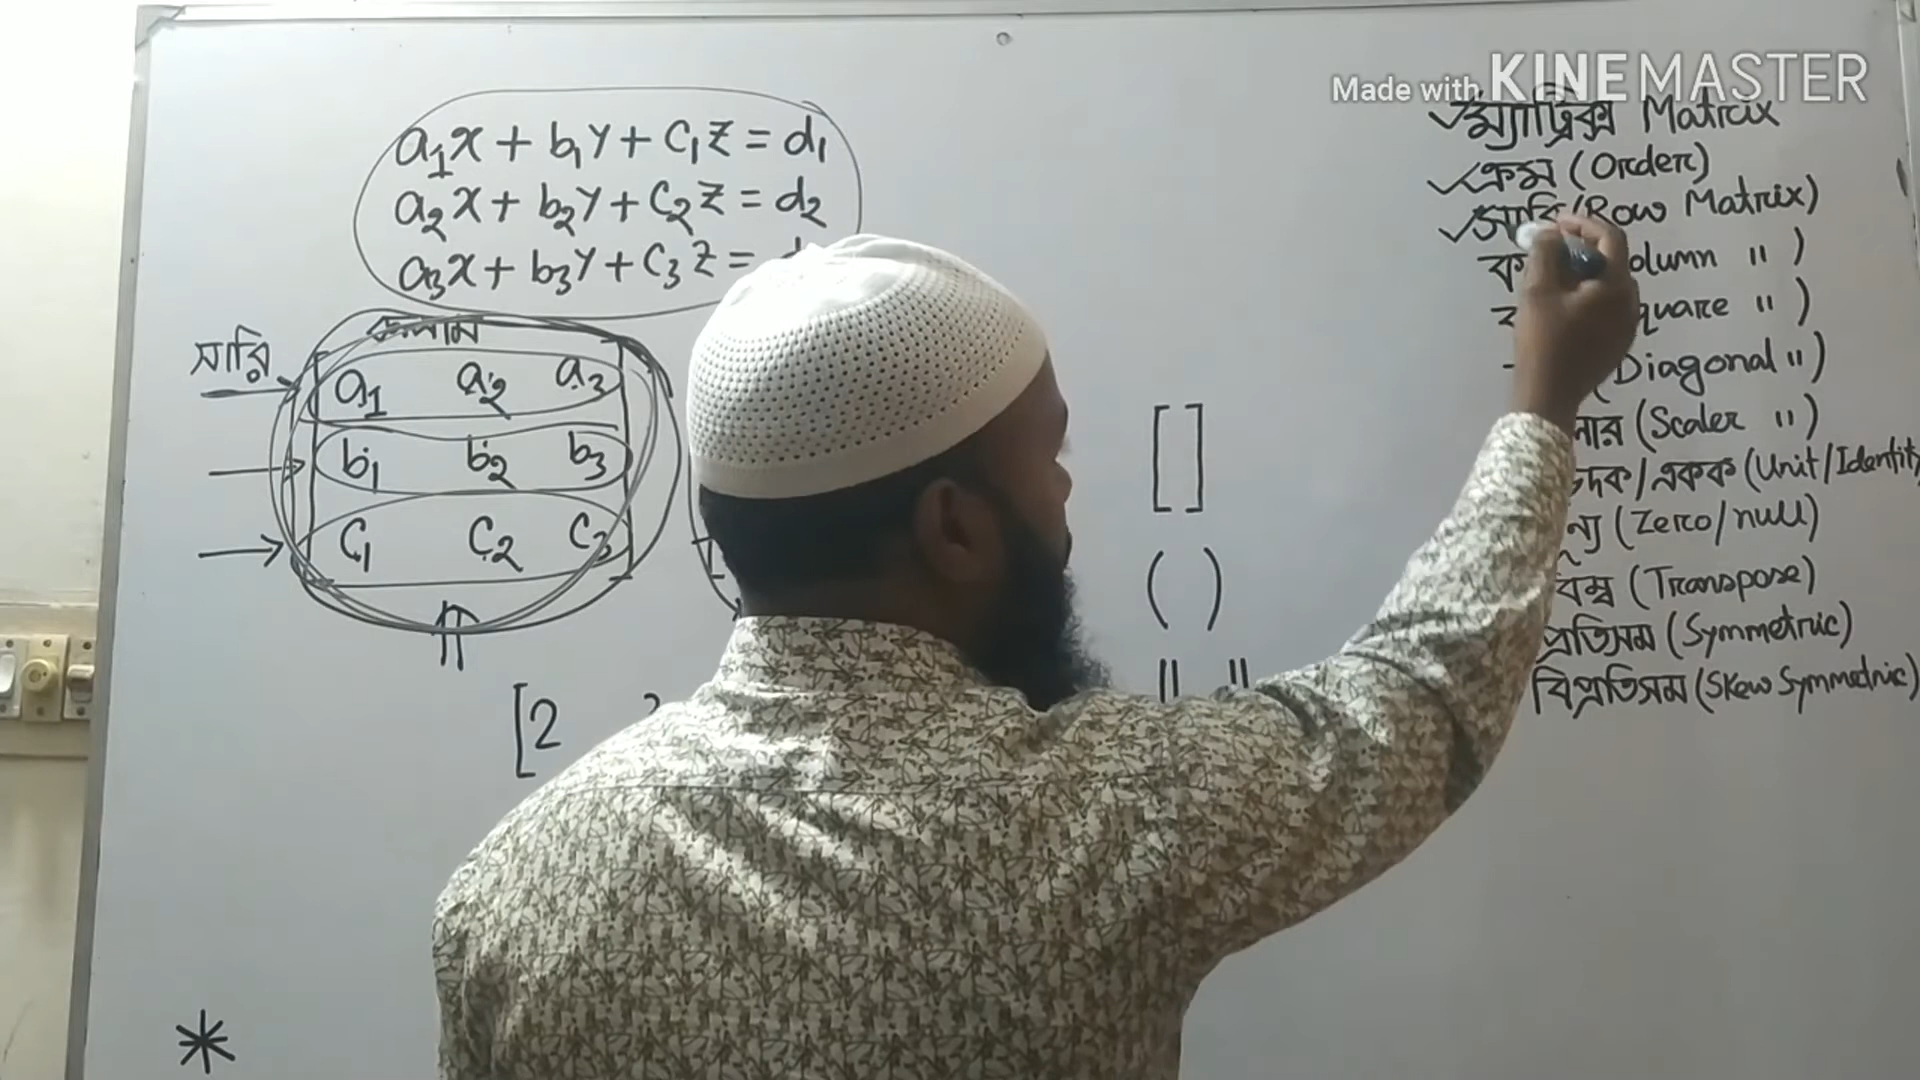 Made with KINEMASTER
a₁x + b₁y + c₁z = d₁
a₂x + b₂y + c₂z = d₂
a₃x + b₃y + c₃z =
সারি
কলাম
a₁ a₂ a₃
b₁ b₂ b₃
c₁ c₂ c₃
[2
[ ]
( )
|| ||
*
ম্যাট্রিক্স Matrix
ক্রম (Order)
সারি (Row Matrix)
olumn " )
quare " )
(Diagonal ")
লার (Scaler " )
/একক (Unit/Identity
(Zero/null)
বিম্ব (Transpose)
প্রতিসম (Symmetric)
বিপ্রতিসম (Skew Symmetric)